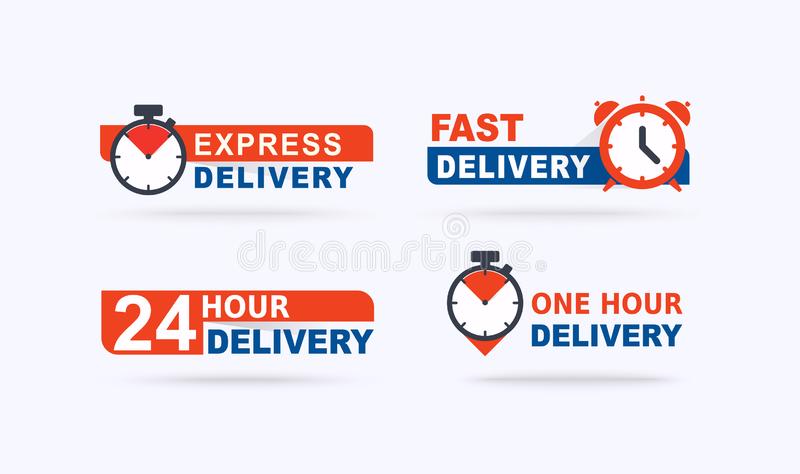 EXPRESS
DELIVERY
FAST
DELIVERY
24 HOUR
DELIVERY
ONE HOUR
DELIVERY
dreamstime